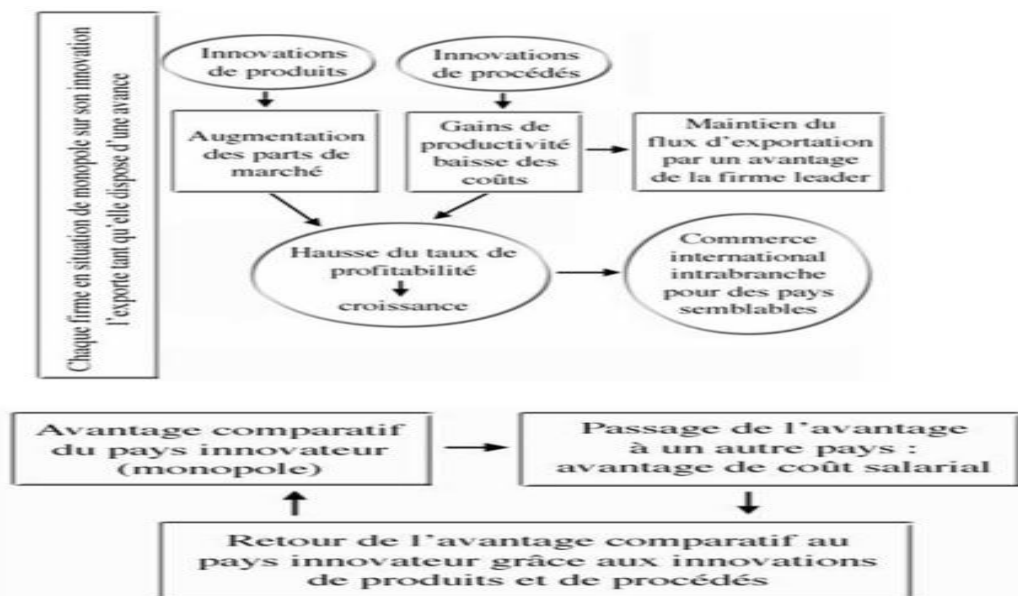 Chaque firme en situation de monopole sur son innovation
l'exporte tant qu'elle dispose d'une avance
Innovations
de produits
Innovations
de procédés
Augmentation
des parts de
marché
Gains de
productivité
baisse des
coûts
Maintien du
flux d'exportation
par un avantage
de la firme leader
Hausse du taux de
profitabilité
croissance
Commerce
international
intrabranche
pour des pays
semblables
Avantage comparatif
du pays innovateur
(monopole)
Passage de l'avantage
à un autre pays :
avantage de coût salarial
Retour de l'avantage comparatif au
pays innovateur grâce aux innovations
de produits et de procédés